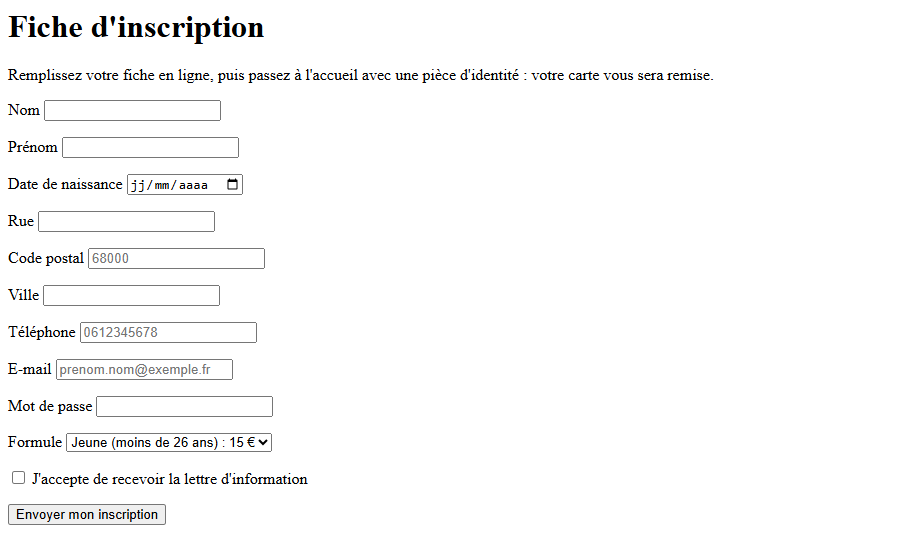 Fiche d'inscription
Remplissez votre fiche en ligne, puis passez à l'accueil avec une pièce d'identité : votre carte vous sera remise.
Nom
Prénom
Date de naissance jj/mm/aaaa
Rue
Code postal 68000
Ville
Téléphone 0612345678
E-mail prenom.nom@exemple.fr
Mot de passe
Formule Jeune (moins de 26 ans) : 15 €
J'accepte de recevoir la lettre d'information
Envoyer mon inscription